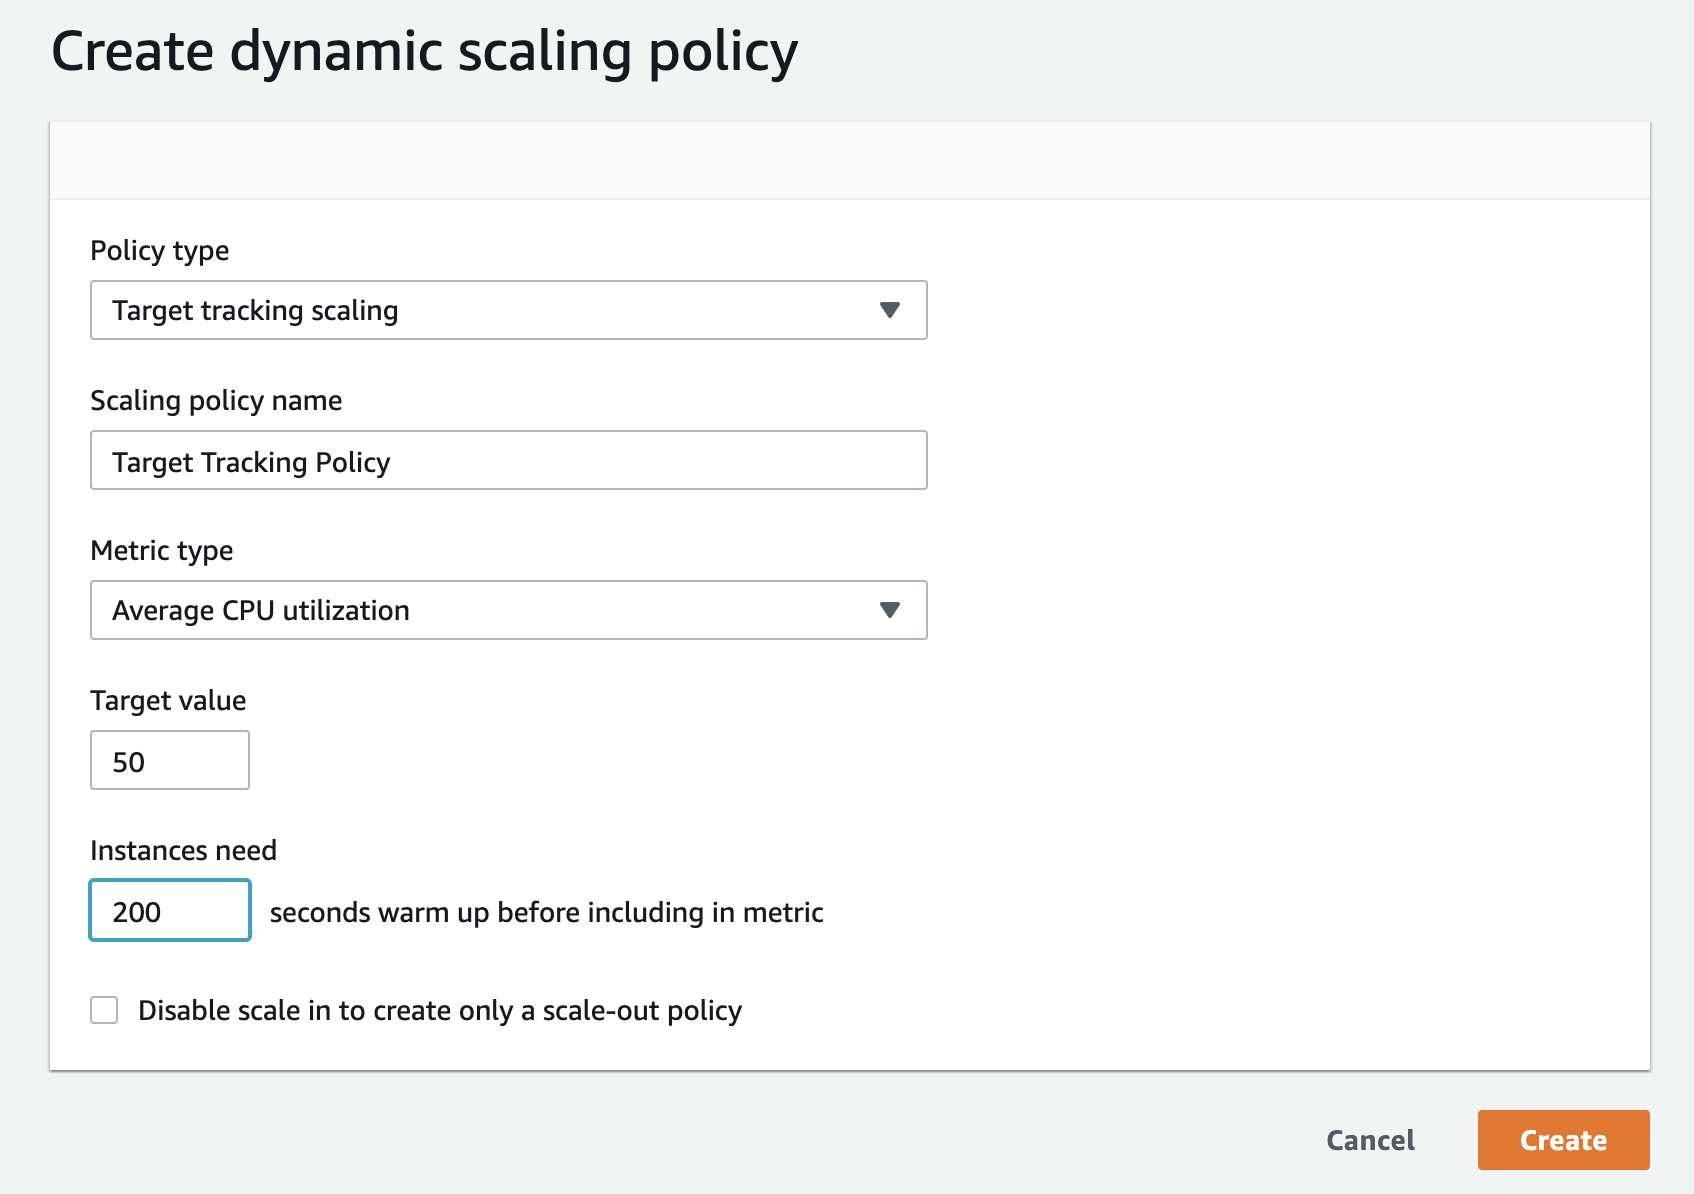 Create dynamic scaling policy
Policy type
Target tracking scaling
Scaling policy name
Target Tracking Policy
Metric type
Average CPU utilization
Target value
50
Instances need
200 seconds warm up before including in metric
Disable scale in to create only a scale-out policy
Cancel Create